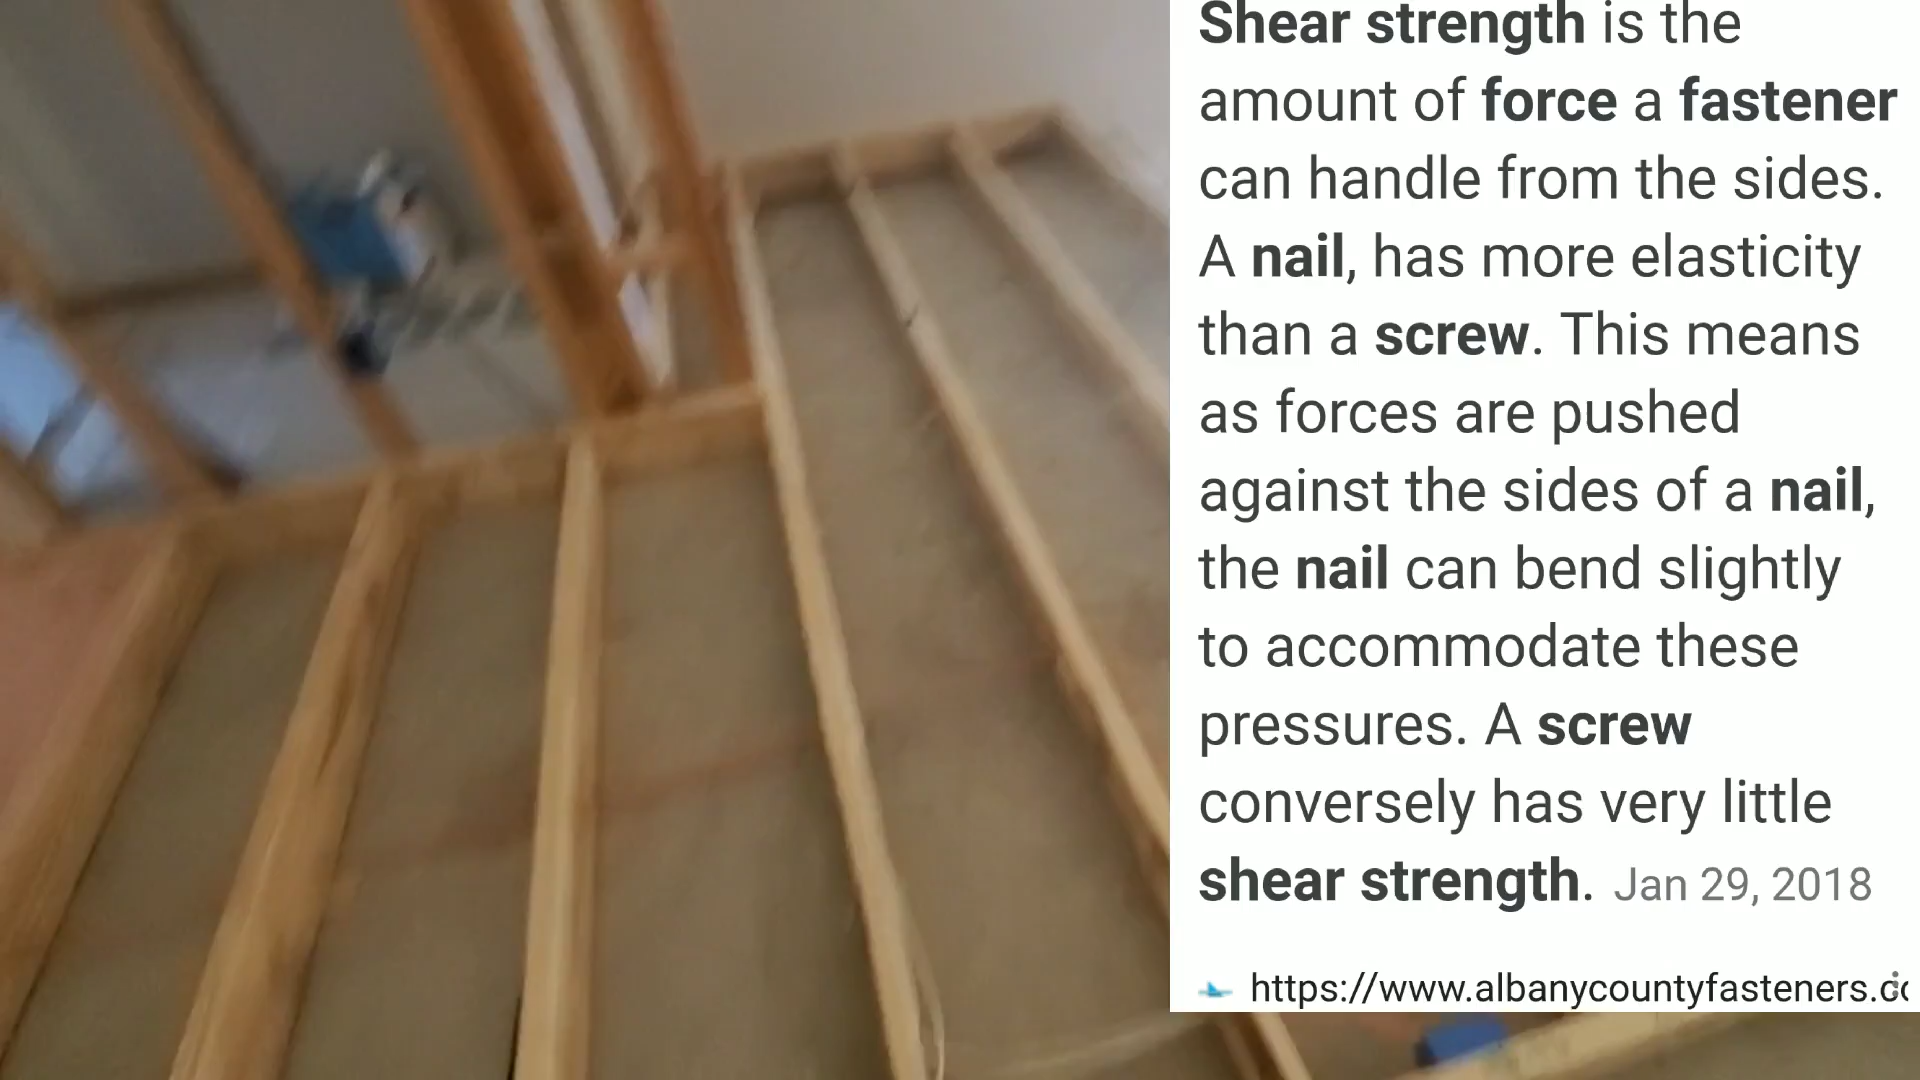 Shear strength is the
amount of force a fastener
can handle from the sides.
A nail, has more elasticity
than a screw. This means
as forces are pushed
against the sides of a nail,
the nail can bend slightly
to accommodate these
pressures. A screw
conversely has very little
shear strength. Jan 29, 2018
https://www.albanycountyfasteners.cc